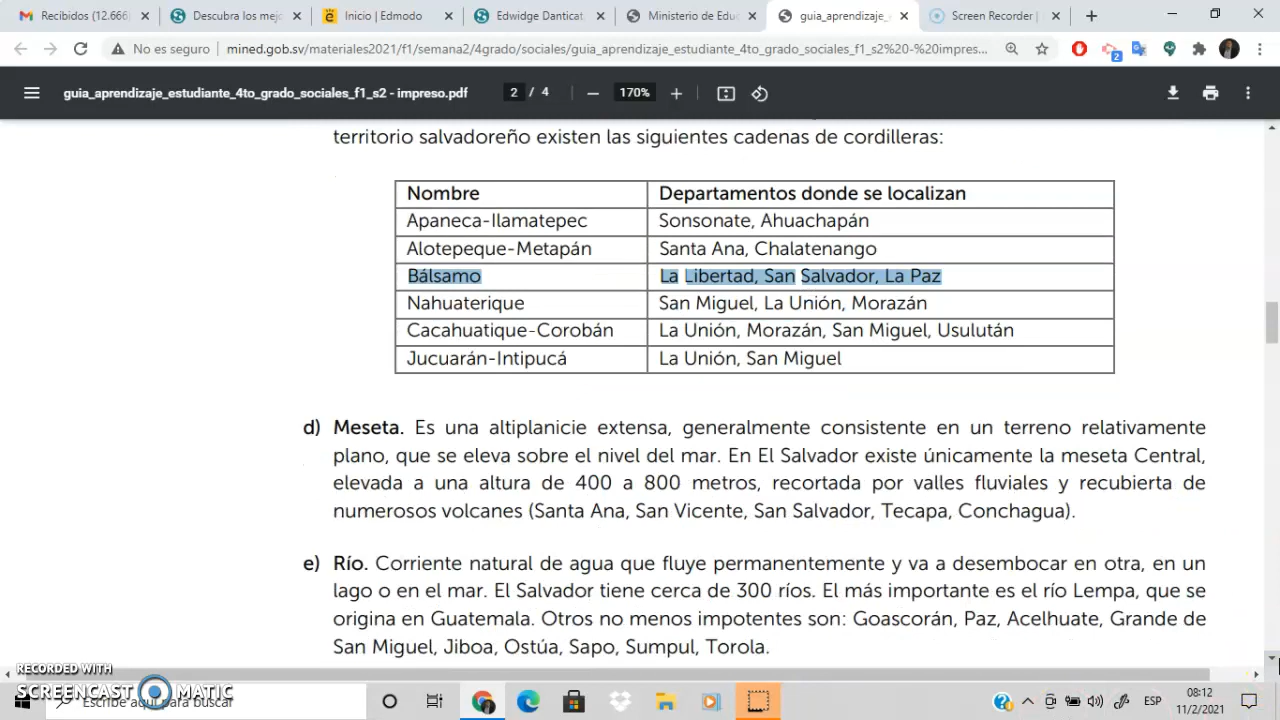 Recibidos (12.666)
Descubra los mejo
Inicio | Edmodo
Edwidge Danticat,
Ministerio de Educ
guia_aprendizaje_
Screen Recorder |
No es seguro | mined.gob.sv/materiales2021/f1/semana2/4grado/sociales/guia_aprendizaje_estudiante_4to_grado_sociales_f1_s2%20-%20impres...
2
guia_aprendizaje_estudiante_4to_grado_sociales_f1_s2 - impreso.pdf
2 / 4
170%
territorio salvadoreño existen las siguientes cadenas de cordilleras:
Nombre Departamentos donde se localizan
Apaneca-Ilamatepec Sonsonate, Ahuachapán
Alotepeque-Metapán Santa Ana, Chalatenango
Bálsamo La Libertad, San Salvador, La Paz
Nahuaterique San Miguel, La Unión, Morazán
Cacahuatique-Corobán La Unión, Morazán, San Miguel, Usulután
Jucuarán-Intipucá La Unión, San Miguel
d) Meseta. Es una altiplanicie extensa, generalmente consistente en un terreno relativamente
plano, que se eleva sobre el nivel del mar. En El Salvador existe únicamente la meseta Central,
elevada a una altura de 400 a 800 metros, recortada por valles fluviales y recubierta de
numerosos volcanes (Santa Ana, San Vicente, San Salvador, Tecapa, Conchagua).
e) Río. Corriente natural de agua que fluye permanentemente y va a desembocar en otra, en un
lago o en el mar. El Salvador tiene cerca de 300 ríos. El más importante es el río Lempa, que se
origina en Guatemala. Otros no menos impotentes son: Goascorán, Paz, Acelhuate, Grande de
San Miguel, Jiboa, Ostúa, Sapo, Sumpul, Torola.
RECORDED WITH
SCREENCAST MATIC
Escribe aquí para buscar
ESP
08:12
11/2/2021